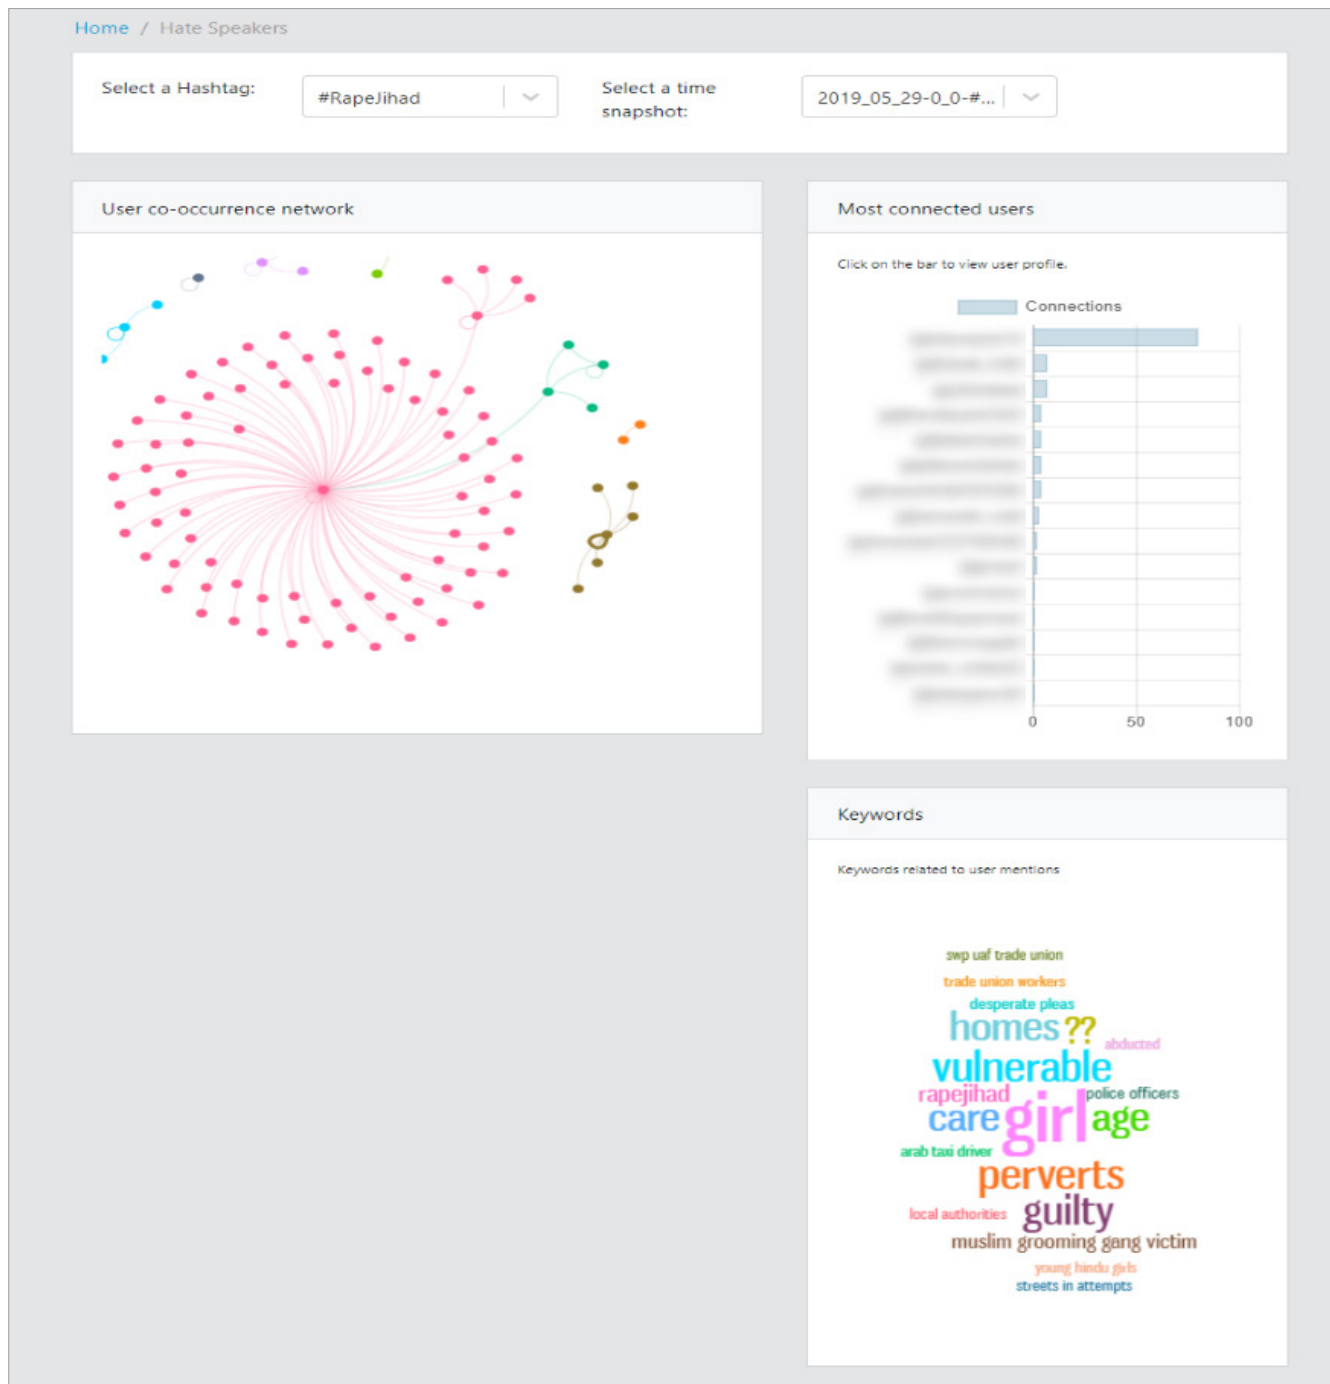 Home / Hate Speakers
Select a Hashtag:
#RapeJihad
Select a time
snapshot:
2019_05_29-0_0-#...
User co-occurrence network
Most connected users
Click on the bar to view user profile.
Connections
0 50 100
Keywords
Keywords related to user mentions
swp uaf trade union
trade union workers
desperate pleas
homes ??
abducted
vulnerable
rapejihad
police officers
care girl age
arab taxi driver
perverts
local authorities
guilty
muslim grooming gang victim
young hindu girls
streets in attempts